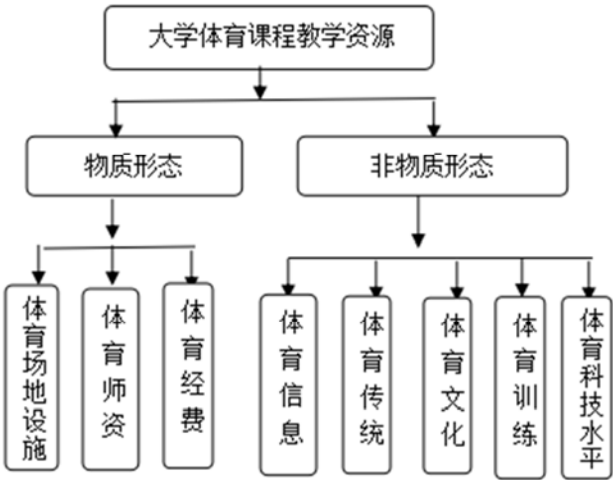 大学体育课程教学资源
物质形态
非物质形态
体育场地设施
体育师资
体育经费
体育信息
体育传统
体育文化
体育训练
体育科技水平